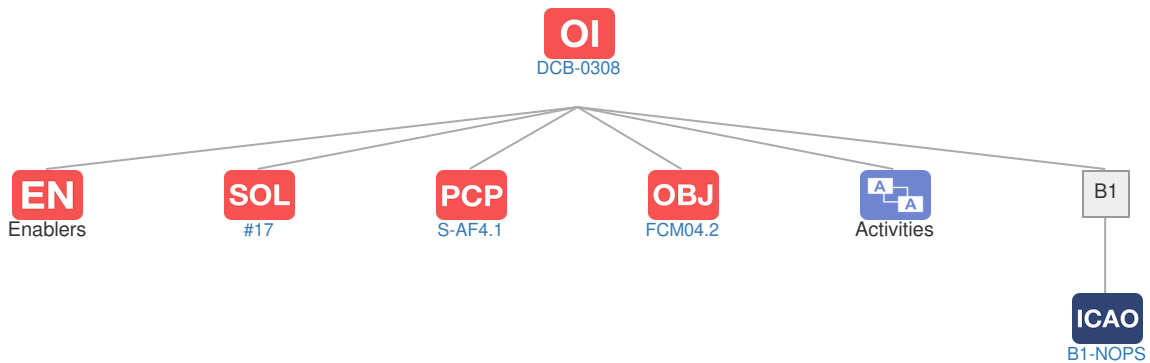 OI
DCB-0308
EN
SOL
PCP
OBJ
A
A
B1
Enablers
#17
S-AF4.1
FCM04.2
Activities
ICAO
B1-NOPS